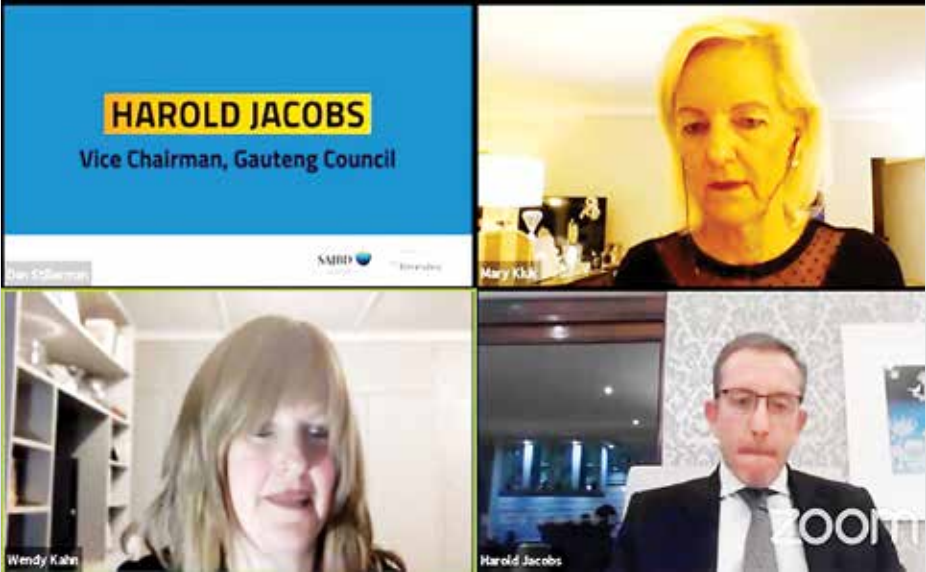 HAROLD JACOBS
Vice Chairman, Gauteng Council
SAJBD
Dan Stillerman
Mary Kluk
Wendy Kahn
Harold Jacobs
zoom